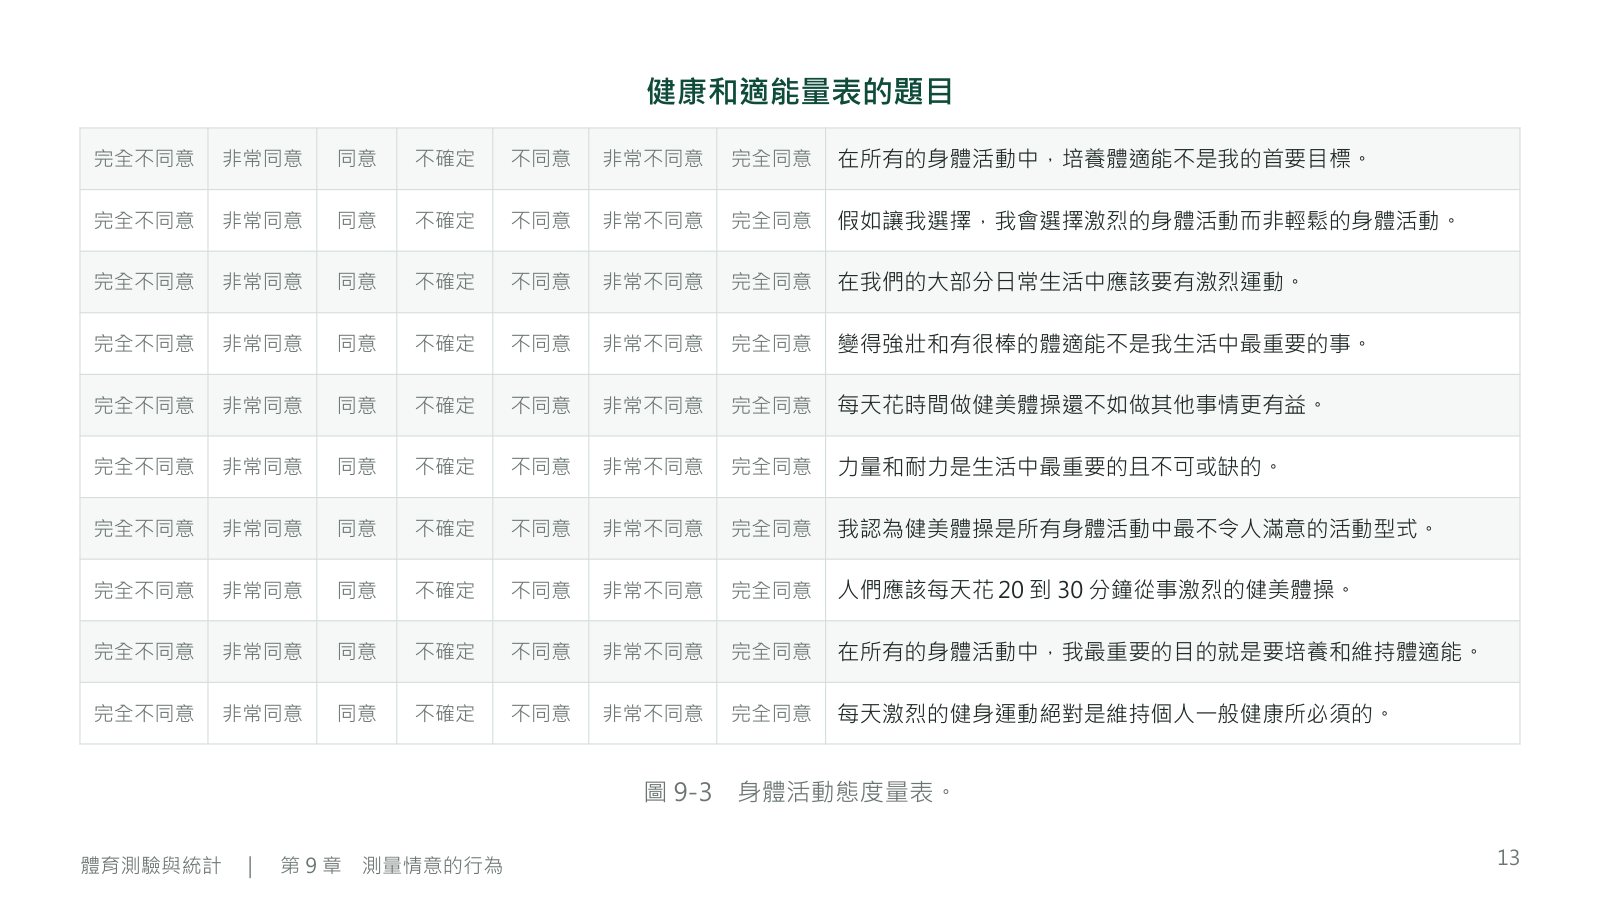 健康和適能量表的題目
完全不同意 非常同意 同意 不確定 不同意 非常不同意 完全同意 在所有的身體活動中，培養體適能不是我的首要目標。
完全不同意 非常同意 同意 不確定 不同意 非常不同意 完全同意 假如讓我選擇，我會選擇激烈的身體活動而非輕鬆的身體活動。
完全不同意 非常同意 同意 不確定 不同意 非常不同意 完全同意 在我們的大部分日常生活中應該要有激烈運動。
完全不同意 非常同意 同意 不確定 不同意 非常不同意 完全同意 變得強壯和有很棒的體適能不是我生活中最重要的事。
完全不同意 非常同意 同意 不確定 不同意 非常不同意 完全同意 每天花時間做健美體操還不如做其他事情更有益。
完全不同意 非常同意 同意 不確定 不同意 非常不同意 完全同意 力量和耐力是生活中最重要的且不可或缺的。
完全不同意 非常同意 同意 不確定 不同意 非常不同意 完全同意 我認為健美體操是所有身體活動中最不令人滿意的活動型式。
完全不同意 非常同意 同意 不確定 不同意 非常不同意 完全同意 人們應該每天花 20 到 30 分鐘從事激烈的健美體操。
完全不同意 非常同意 同意 不確定 不同意 非常不同意 完全同意 在所有的身體活動中，我最重要的目的就是要培養和維持體適能。
完全不同意 非常同意 同意 不確定 不同意 非常不同意 完全同意 每天激烈的健身運動絕對是維持個人一般健康所必須的。
圖 9-3　身體活動態度量表。
體育測驗與統計　|　第 9 章　測量情意的行為
13